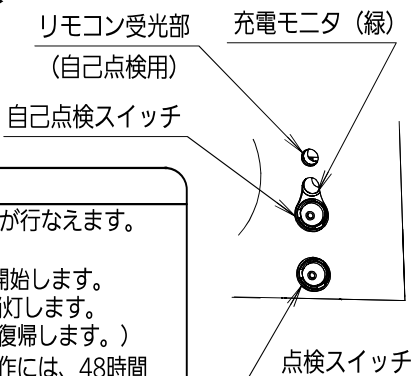 リモコン受光部
（自己点検用）
充電モニタ（緑）
自己点検スイッチ
が行なえます。
開始します。
灯します。
復帰します。）
作には、48時間
点検スイッチ